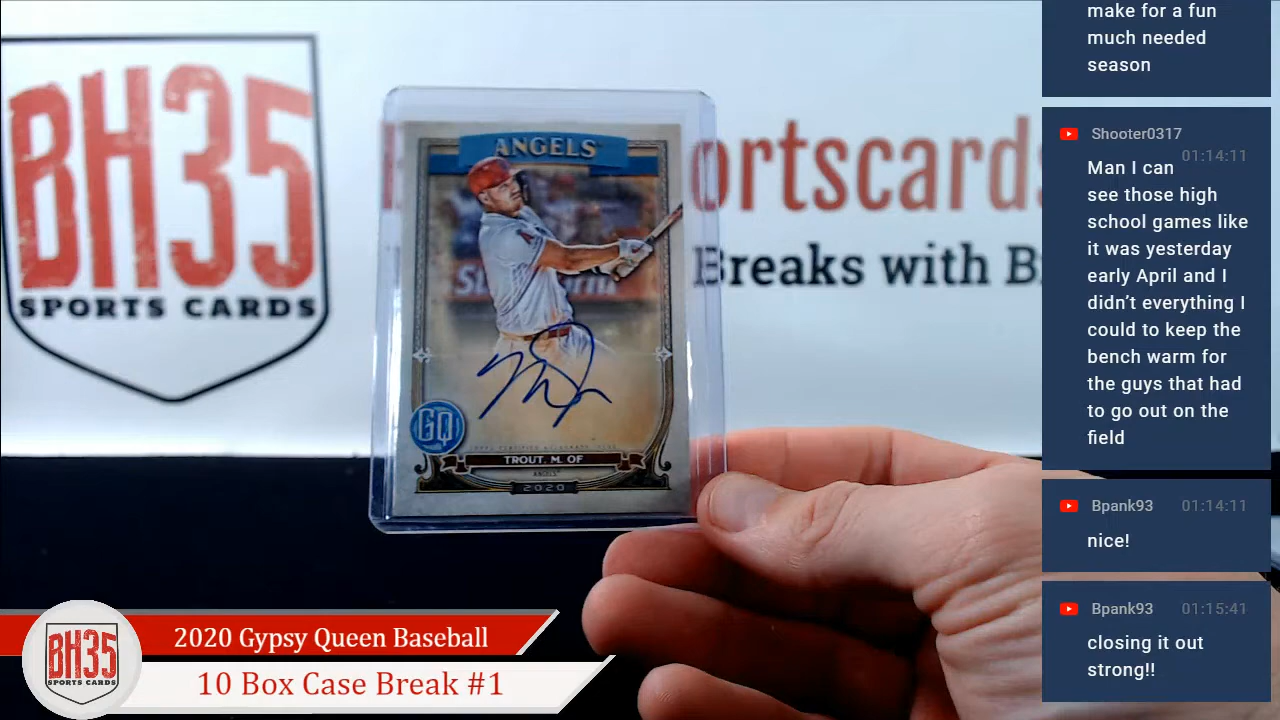 BH35
SPORTS CARDS
ortscards
Breaks with B
ANGELS
GQ
TROUT, M. OF
ANGELS
2020
2020 Gypsy Queen Baseball
10 Box Case Break #1
BH35
SPORTS CARDS
make for a fun
much needed
season
Shooter0317
01:14:11
Man I can
see those high
school games like
it was yesterday
early April and I
didn’t everything I
could to keep the
bench warm for
the guys that had
to go out on the
field
Bpank93 01:14:11
nice!
Bpank93 01:15:41
closing it out
strong!!